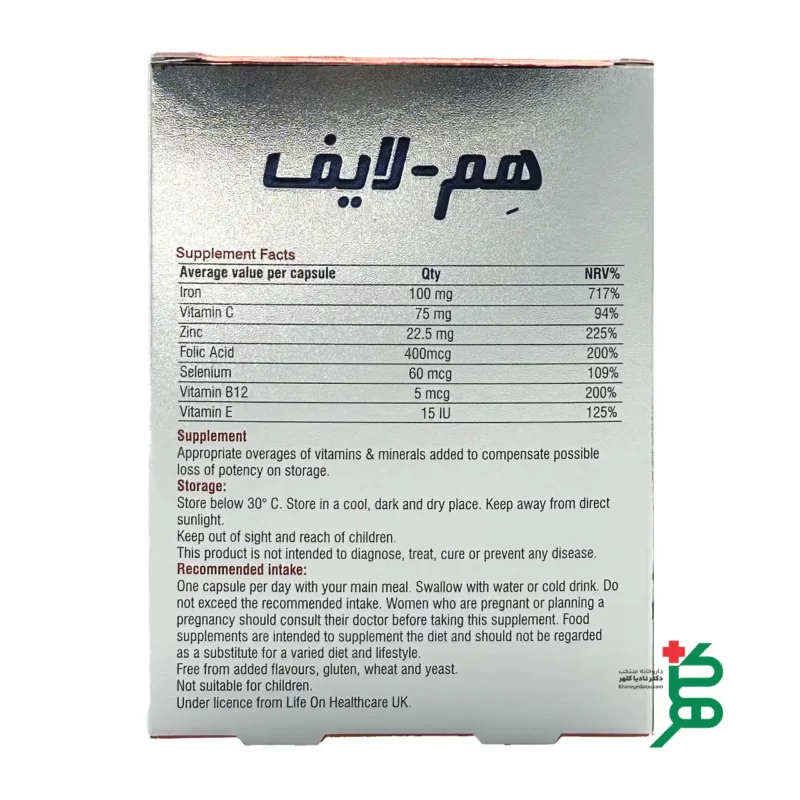 هِم-لایف
Supplement Facts
Average value per capsule Qty NRV%
Iron 100 mg 717%
Vitamin C 75 mg 94%
Zinc 22.5 mg 225%
Folic Acid 400mcg 200%
Selenium 60 mcg 109%
Vitamin B12 5 mcg 200%
Vitamin E 15 IU 125%
Supplement
Appropriate overages of vitamins & minerals added to compensate possible
loss of potency on storage.
Storage:
Store below 30° C. Store in a cool, dark and dry place. Keep away from direct
sunlight.
Keep out of sight and reach of children.
This product is not intended to diagnose, treat, cure or prevent any disease.
Recommended intake:
One capsule per day with your main meal. Swallow with water or cold drink. Do
not exceed the recommended intake. Women who are pregnant or planning a
pregnancy should consult their doctor before taking this supplement. Food
supplements are intended to supplement the diet and should not be regarded
as a substitute for a varied diet and lifestyle.
Free from added flavours, gluten, wheat and yeast.
Not suitable for children.
Under licence from Life On Healthcare UK.
داروخانه منتخب
دکتر نادیا کلهر
khaneyedarou.com